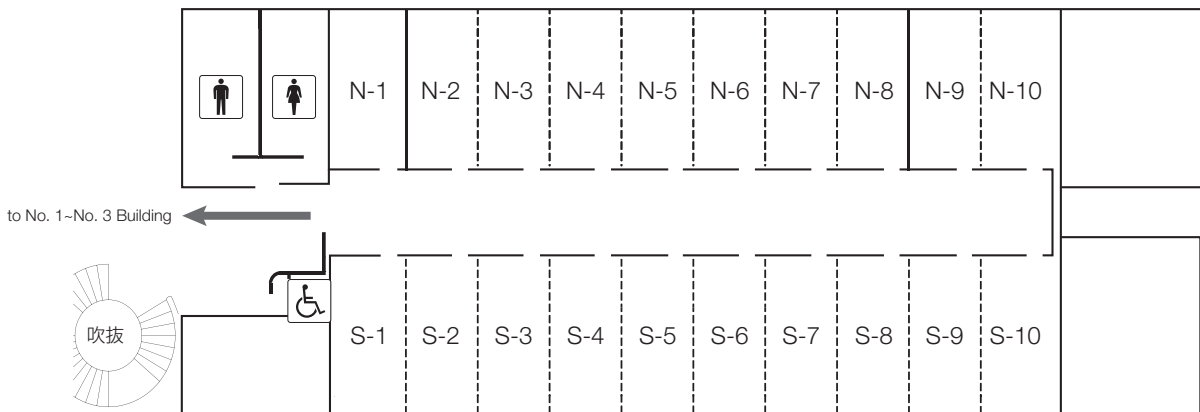 N-1 N-2 N-3 N-4 N-5 N-6 N-7 N-8 N-9 N-10
to No. 1~No. 3 Building
吹抜
S-1 S-2 S-3 S-4 S-5 S-6 S-7 S-8 S-9 S-10